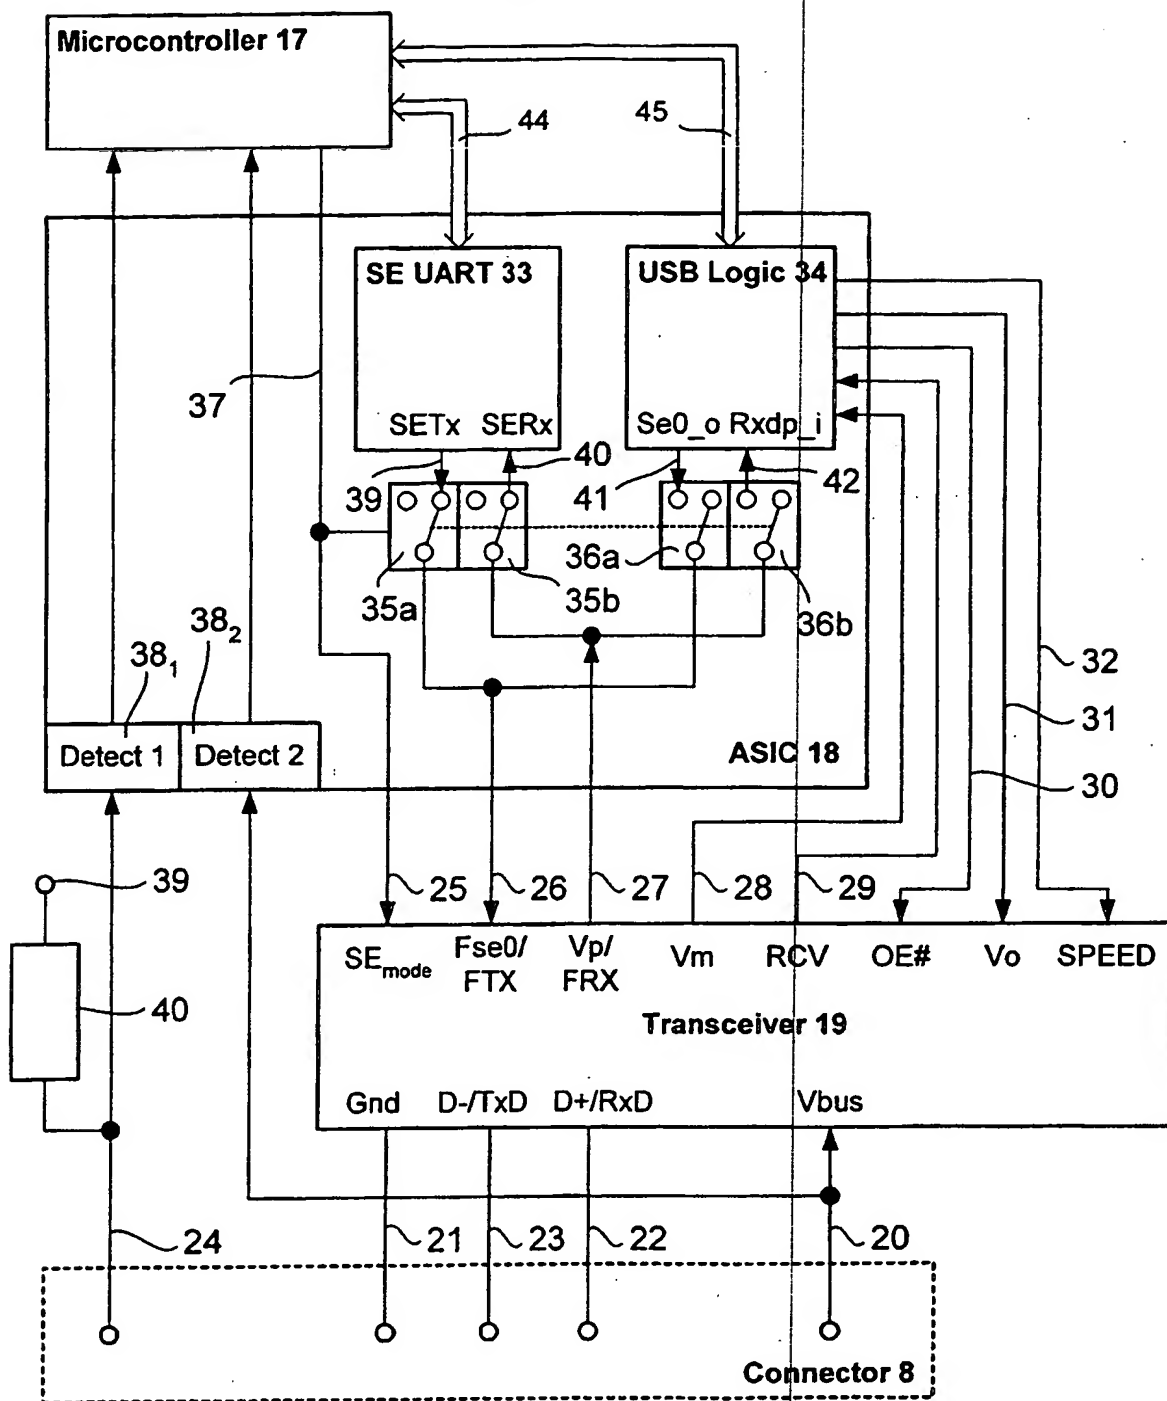 Microcontroller 17
44
45
SE UART 33
USB Logic 34
37
SETx SERx
Se0_o Rxdp_i
39
40
41
42
35a
35b
36a
36b
38₁
38₂
32
31
30
Detect 1
Detect 2
ASIC 18
39
40
25
26
27
28
29
SEmode
Fse0/
FTX
Vp/
FRX
Vm
RCV
OE#
Vo
SPEED
Transceiver 19
Gnd
D-/TxD
D+/RxD
Vbus
24
21
23
22
20
Connector 8